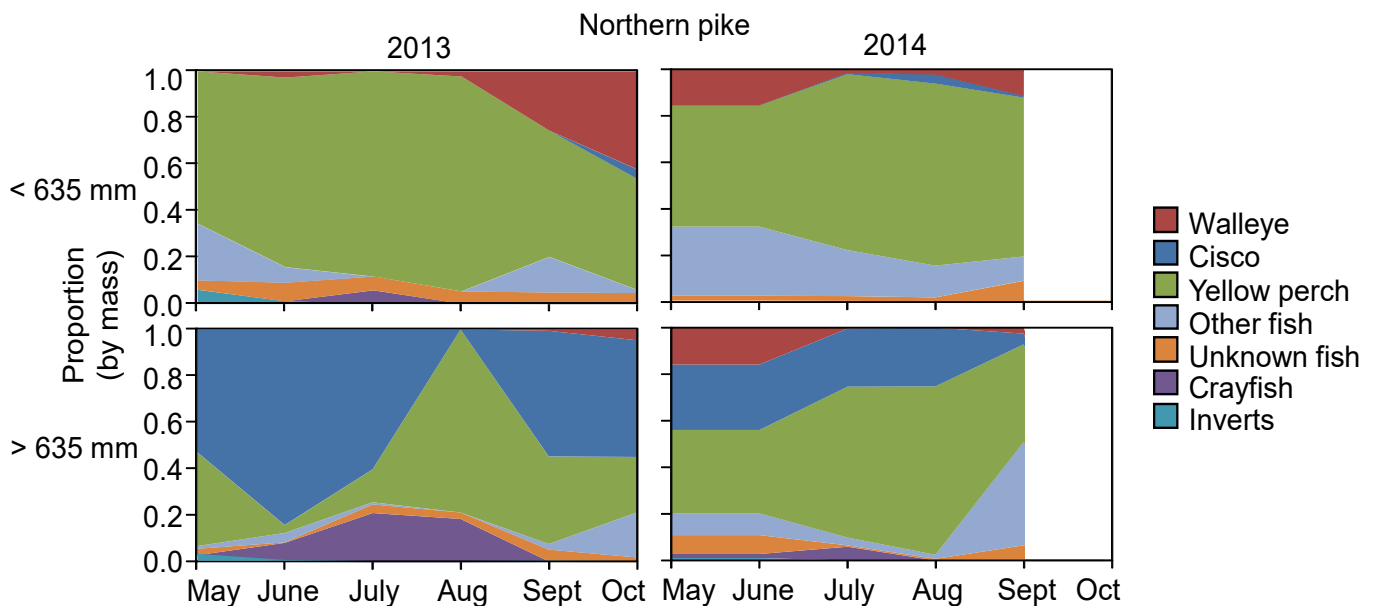 Northern pike
2013
2014
< 635 mm
> 635 mm
Proportion
(by mass)
1.0
0.8
0.6
0.4
0.2
0.0
1.0
0.8
0.6
0.4
0.2
0.0
May June July Aug Sept Oct
May June July Aug Sept Oct
Walleye
Cisco
Yellow perch
Other fish
Unknown fish
Crayfish
Inverts